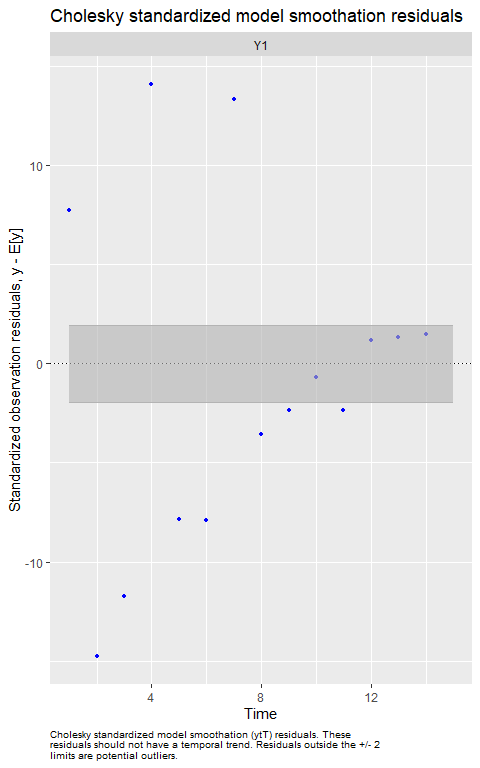 Cholesky standardized model smoothation residuals
Y1
10
0
-10
Standardized observation residuals, y - E[y]
4
8
12
Time
Cholesky standardized model smoothation (ytT) residuals. These
residuals should not have a temporal trend. Residuals outside the +/- 2
limits are potential outliers.